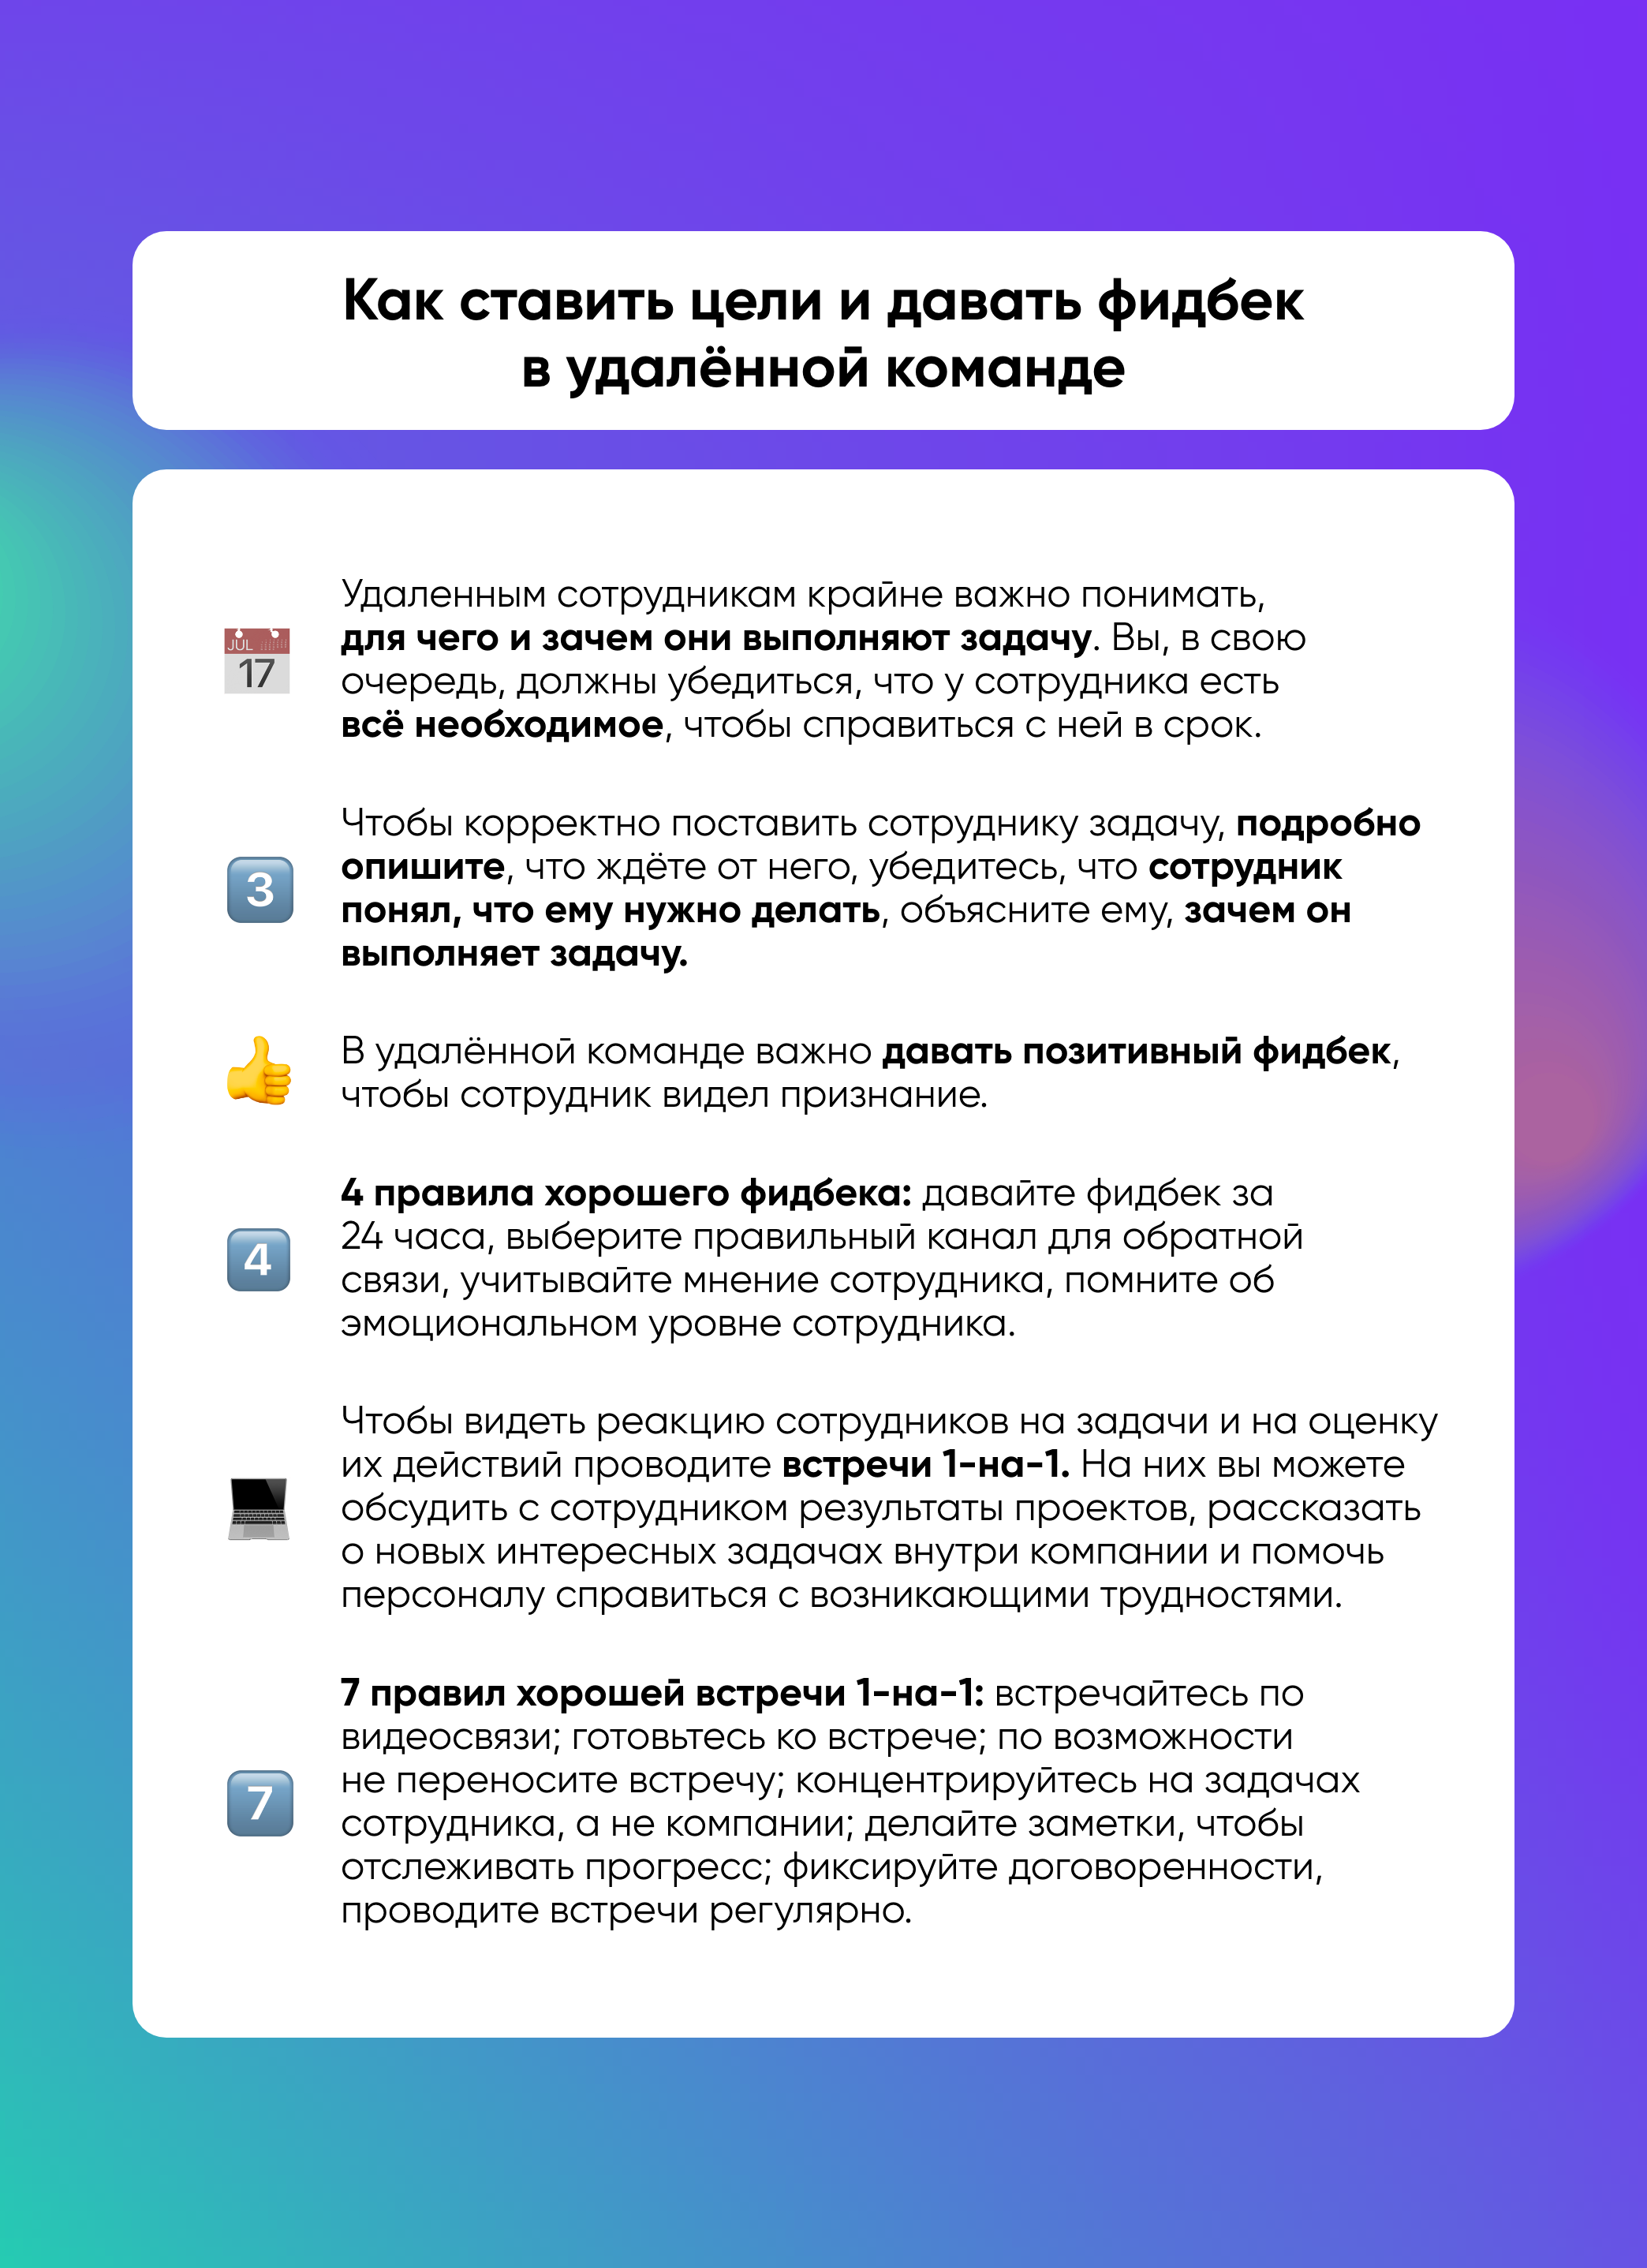 Как ставить цели и давать фидбек
в удалённой команде
Удаленным сотрудникам крайне важно понимать,
для чего и зачем они выполняют задачу. Вы, в свою
очередь, должны убедиться, что у сотрудника есть
всё необходимое, чтобы справиться с ней в срок.
JUL
17
Чтобы корректно поставить сотруднику задачу, подробно
опишите, что ждёте от него, убедитесь, что сотрудник
понял, что ему нужно делать, объясните ему, зачем он
выполняет задачу.
3
В удалённой команде важно давать позитивный фидбек,
чтобы сотрудник видел признание.
4 правила хорошего фидбека: давайте фидбек за
24 часа, выберите правильный канал для обратной
связи, учитывайте мнение сотрудника, помните об
эмоциональном уровне сотрудника.
4
Чтобы видеть реакцию сотрудников на задачи и на оценку
их действий проводите встречи 1-на-1. На них вы можете
обсудить с сотрудником результаты проектов, рассказать
о новых интересных задачах внутри компании и помочь
персоналу справиться с возникающими трудностями.
7 правил хорошей встречи 1-на-1: встречайтесь по
видеосвязи; готовьтесь ко встрече; по возможности
не переносите встречу; концентрируйтесь на задачах
сотрудника, а не компании; делайте заметки, чтобы
отслеживать прогресс; фиксируйте договоренности,
проводите встречи регулярно.
7